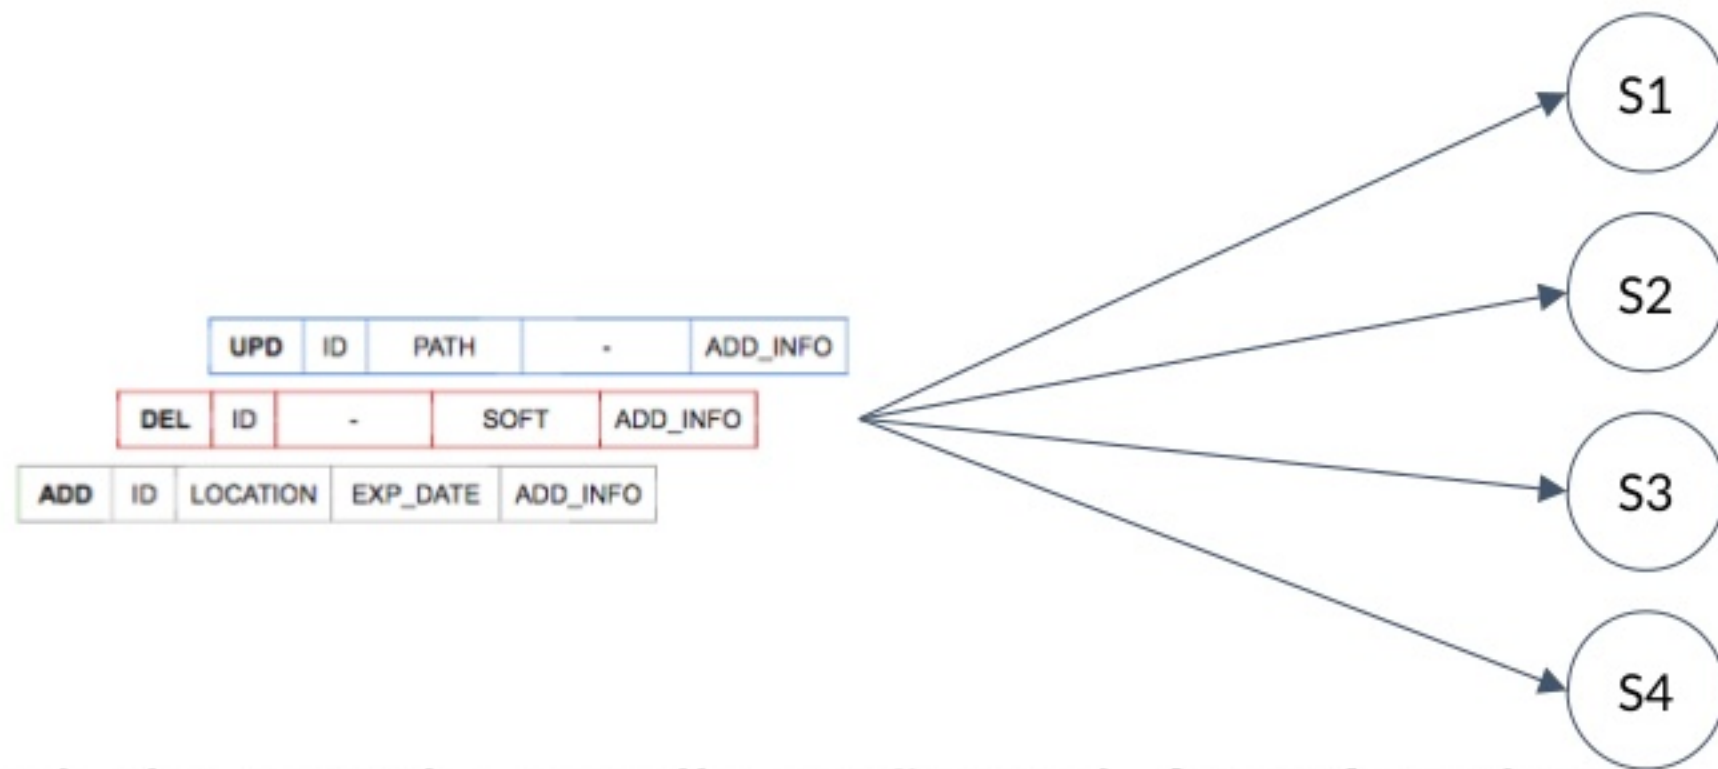 S1
S2
UPD ID PATH - ADD_INFO
DEL ID - SOFT ADD_INFO
ADD ID LOCATION EXP_DATE ADD_INFO
S3
S4